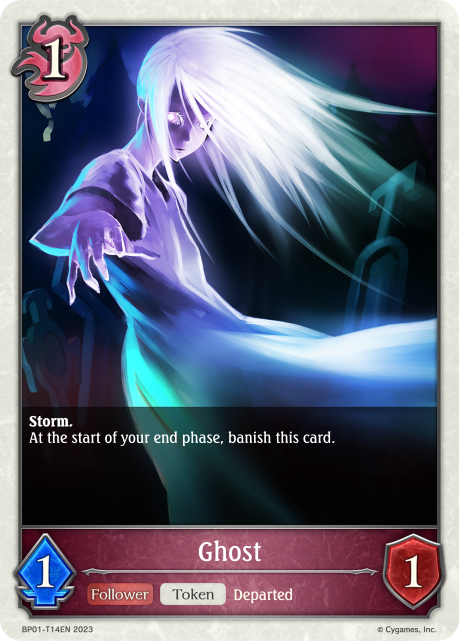 1
Storm.
At the start of your end phase, banish this card.
Ghost
1
Follower Token Departed
1
BP01-T14EN 2023
© Cygames, Inc.